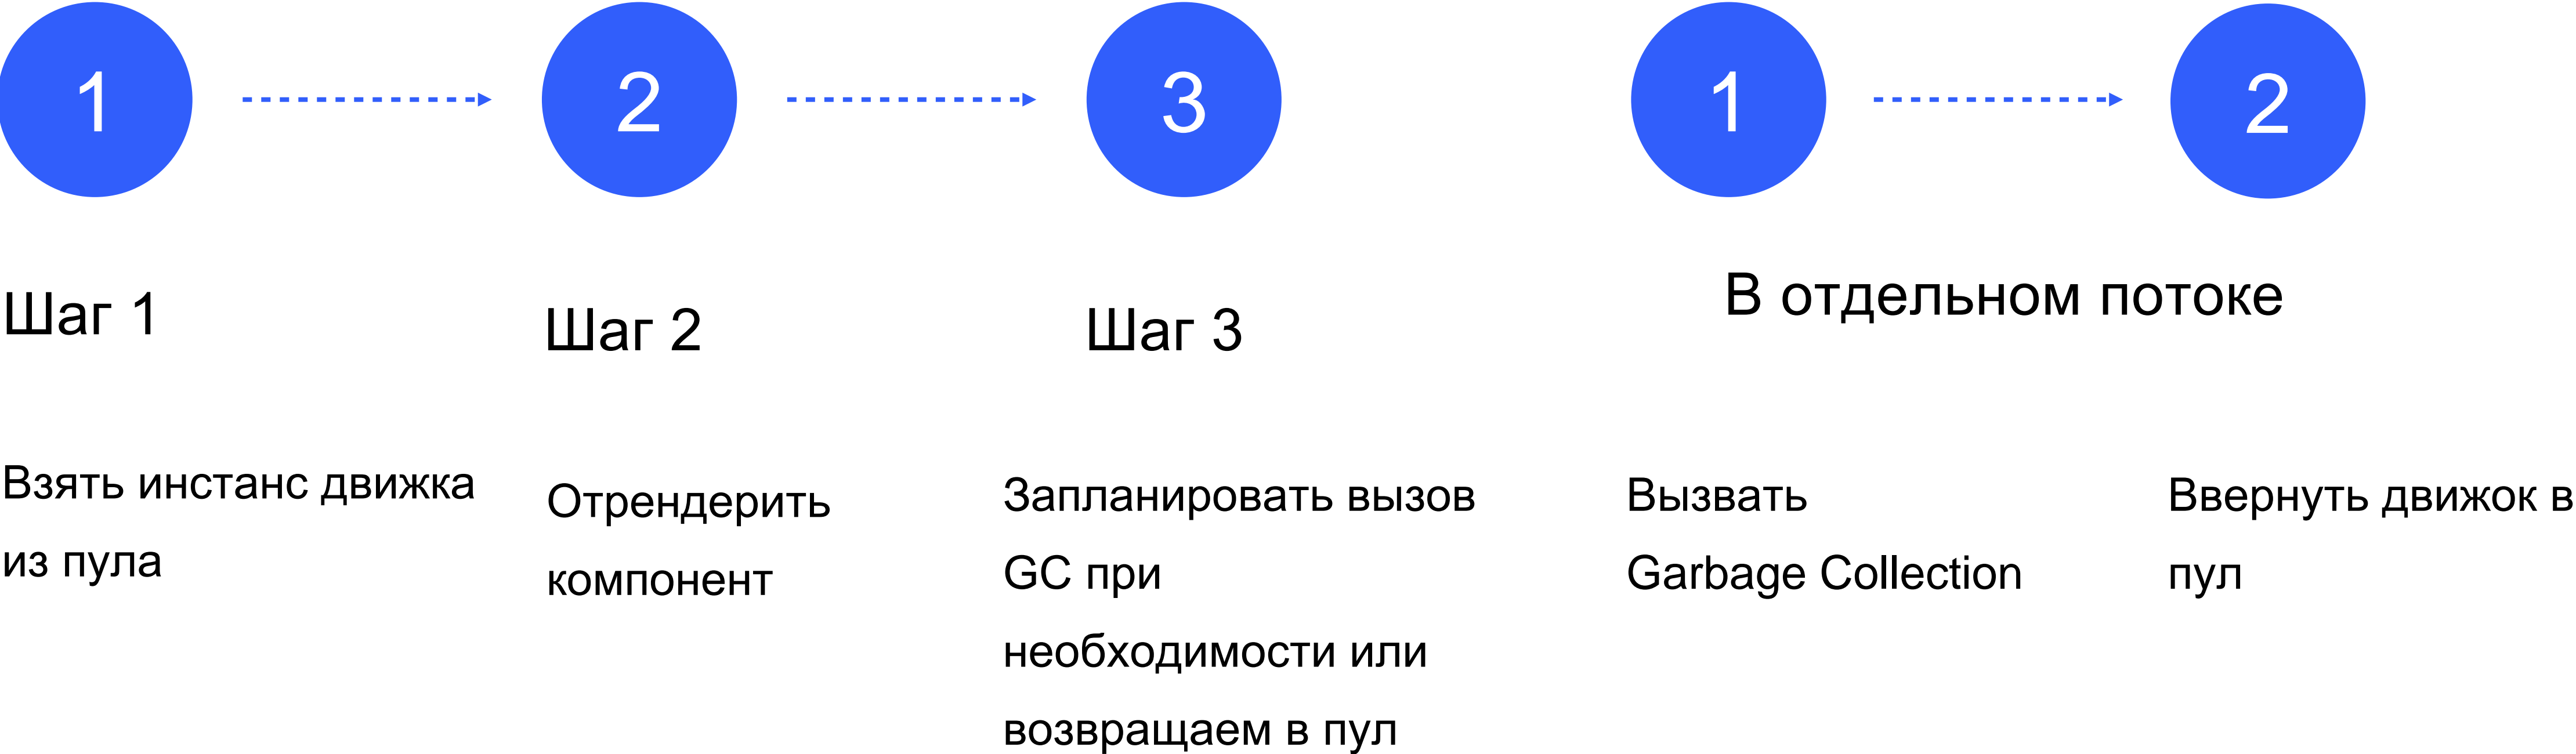 1
2
3
1
2
Шаг 1
Шаг 2
Шаг 3
В отдельном потоке
Взять инстанс движка
из пула
Отрендерить
компонент
Запланировать вызов
GC при
необходимости или
возвращаем в пул
Вызвать
Garbage Collection
Ввернуть движок в
пул